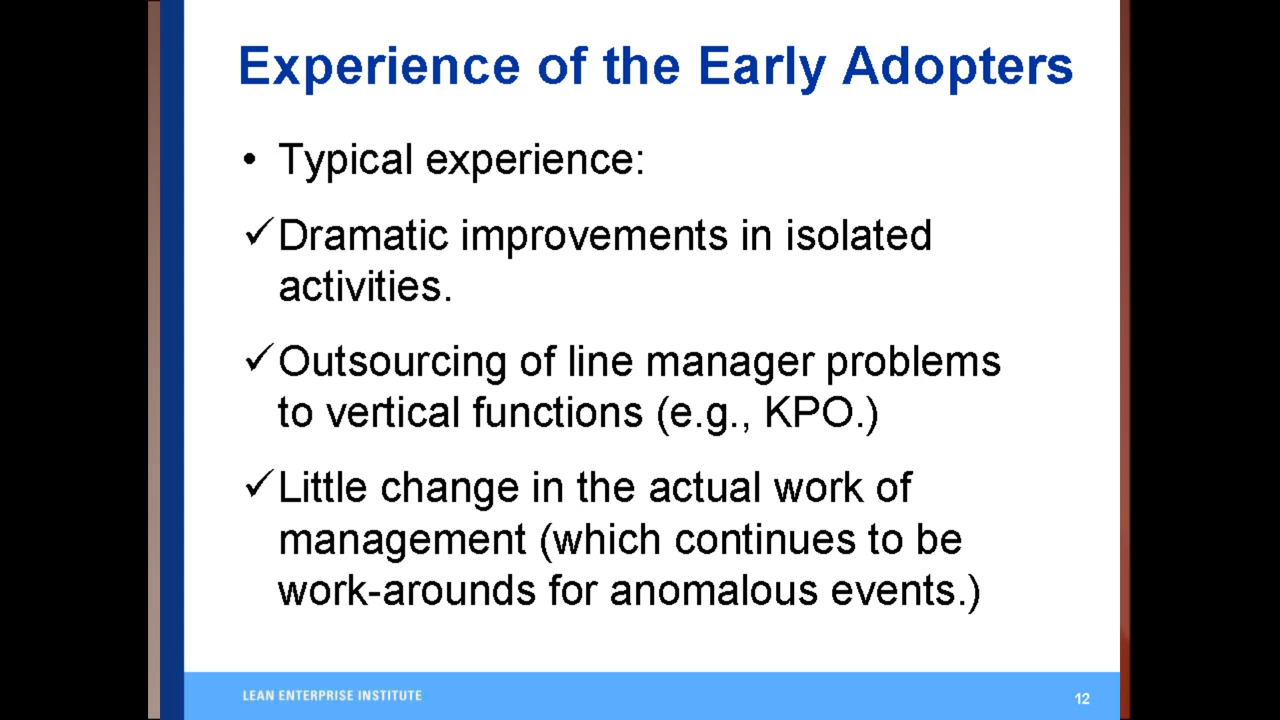 Experience of the Early Adopters
• Typical experience:
✓Dramatic improvements in isolated
activities.
✓Outsourcing of line manager problems
to vertical functions (e.g., KPO.)
✓Little change in the actual work of
management (which continues to be
work-arounds for anomalous events.)
LEAN ENTERPRISE INSTITUTE
12